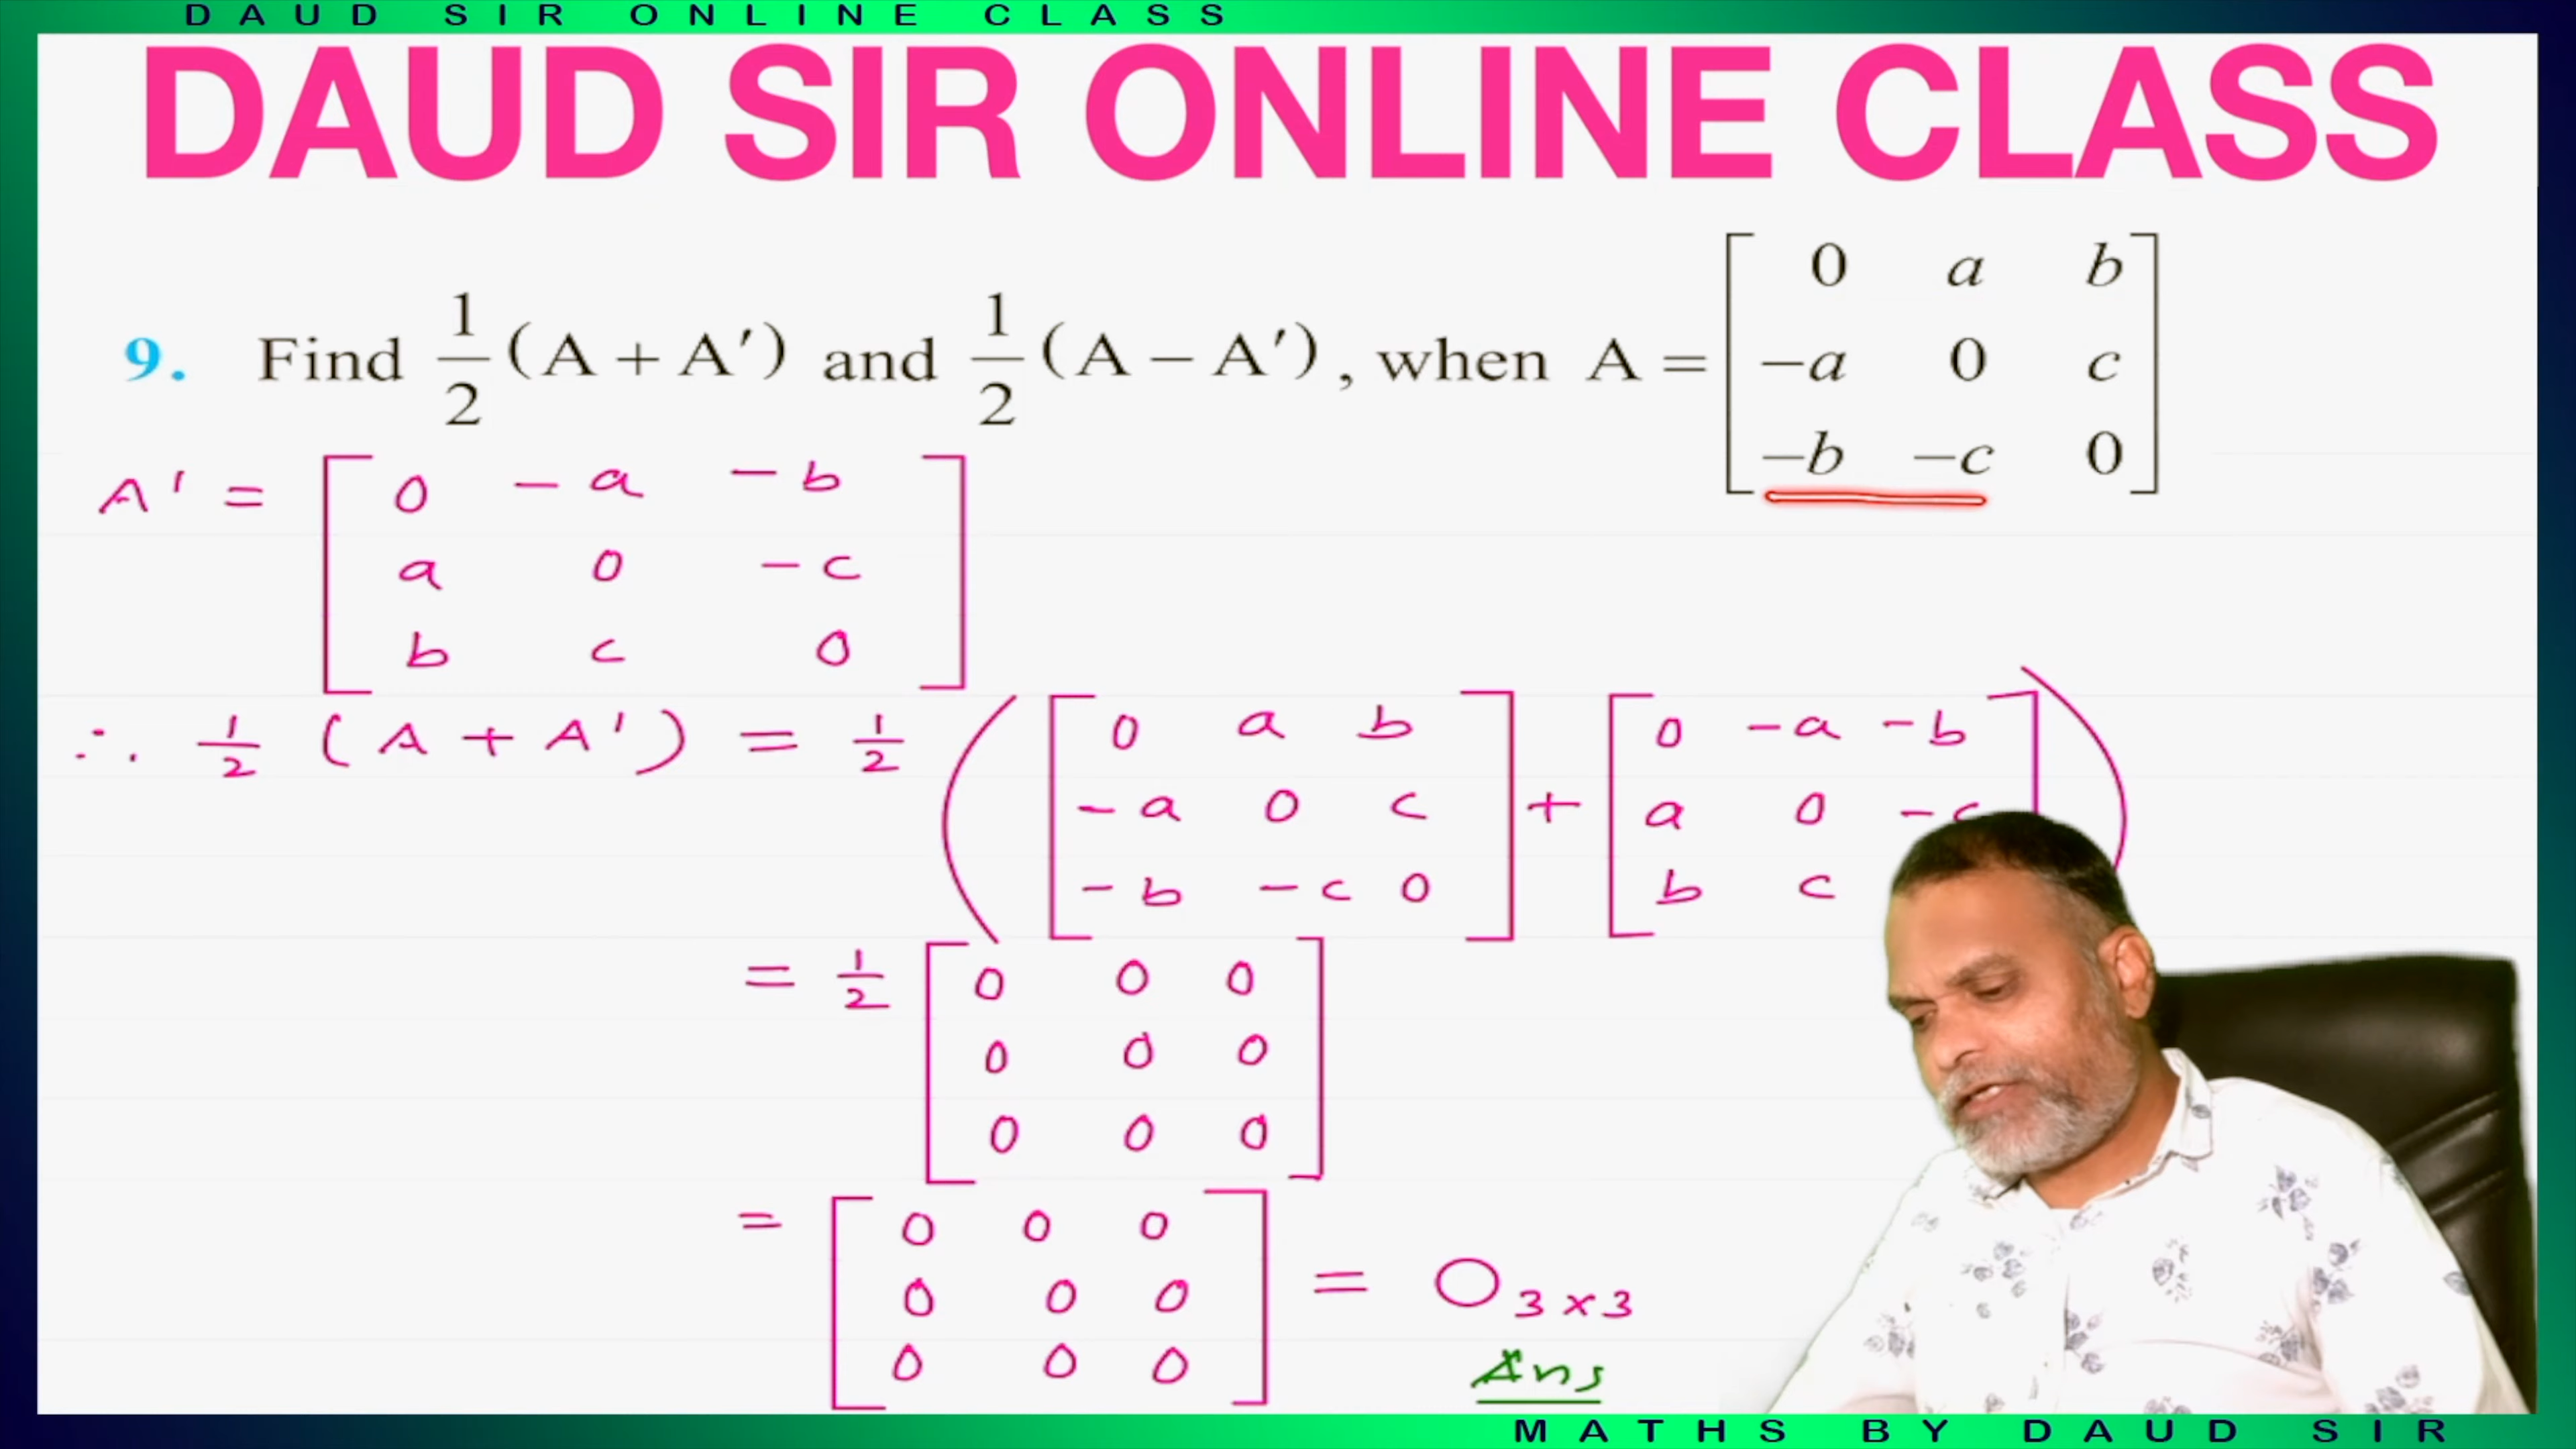 DAUD SIR ONLINE CLASS
DAUD SIR ONLINE CLASS
9. Find 1/2 (A + A′) and 1/2 (A − A′), when A = [ 0 a b
−a 0 c
−b −c 0 ]
A' = [ 0 −a −b
a 0 −c
b c 0 ]
∴ 1/2 (A + A') = 1/2 ( [ 0 a b
−a 0 c
−b −c 0 ] + [ 0 −a −b
a 0 −c
b c ] )
= 1/2 [ 0 0 0
0 0 0
0 0 0 ]
= [ 0 0 0
0 0 0
0 0 0 ] = O 3×3
Ans
MATHS BY DAUD SIR